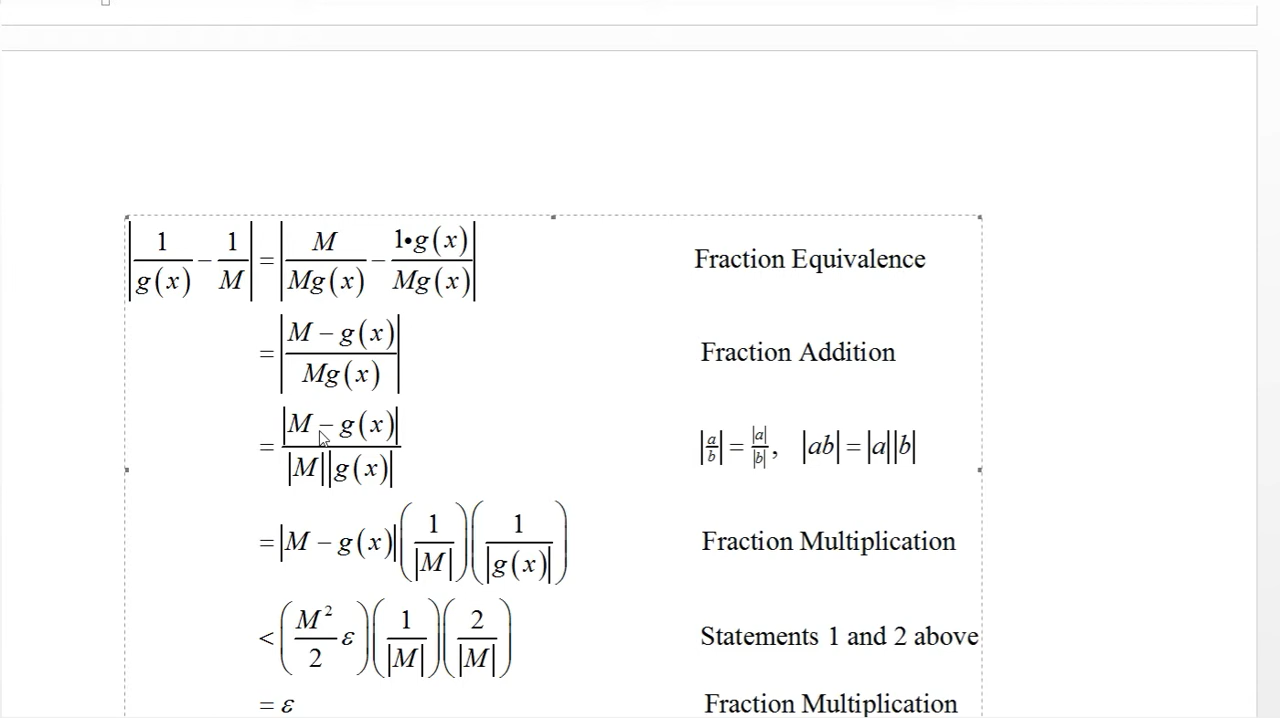 |1/g(x) − 1/M| = |M/Mg(x) − 1•g(x)/Mg(x)| Fraction Equivalence
= |(M − g(x))/Mg(x)| Fraction Addition
= |M − g(x)|/|M||g(x)| |a/b| = |a|/|b|, |ab| = |a||b|
= |M − g(x)|(1/|M|)(1/|g(x)|) Fraction Multiplication
< (M²/2 ε)(1/|M|)(2/|M|) Statements 1 and 2 above
= ε Fraction Multiplication